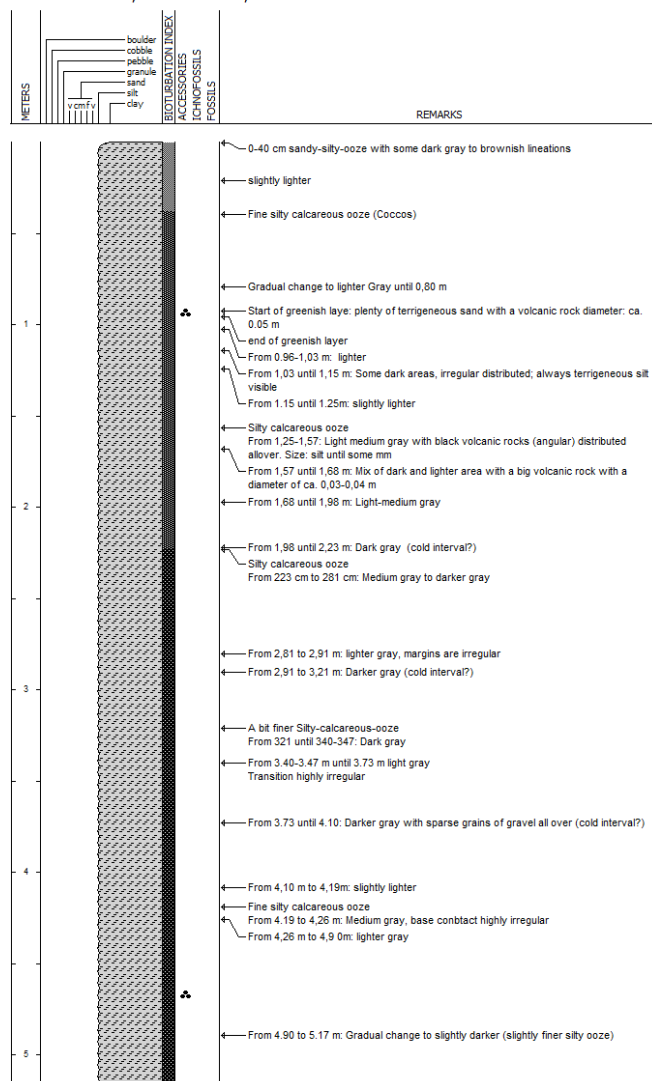 boulder
cobble
pebble
granule
sand
silt
v c m f v
clay
METERS
BIOTURBATION INDEX
ACCESSORIES
ICHNOFOSSILS
FOSSILS
REMARKS
0-40 cm sandy-silty-ooze with some dark gray to brownish lineations
slightly lighter
Fine silty calcareous ooze (Coccos)
Gradual change to lighter Gray until 0,80 m
Start of greenish laye: plenty of terrigeneous sand with a volcanic rock diameter: ca.
0.05 m
1
end of greenish layer
From 0.96-1,03 m: lighter
From 1,03 until 1,15 m: Some dark areas, irregular distributed; always terrigeneous silt
visible
From 1.15 until 1.25m: slightly lighter
Silty calcareous ooze
From 1,25-1,57: Light medium gray with black volcanic rocks (angular) distributed
allover. Size: silt until some mm
From 1,57 until 1,68 m: Mix of dark and lighter area with a big volcanic rock with a
diameter of ca. 0,03-0,04 m
From 1,68 until 1,98 m: Light-medium gray
2
From 1,98 until 2,23 m: Dark gray (cold interval?)
Silty calcareous ooze
From 223 cm to 281 cm: Medium gray to darker gray
From 2,81 to 2,91 m: lighter gray, margins are irregular
From 2,91 to 3,21 m: Darker gray (cold interval?)
3
A bit finer Silty-calcareous-ooze
From 321 until 340-347: Dark gray
From 3.40-3.47 m until 3.73 m light gray
Transition highly irregular
From 3.73 until 4.10: Darker gray with sparse grains of gravel all over (cold interval?)
4
From 4,10 m to 4,19m: slightly lighter
Fine silty calcareous ooze
From 4.19 to 4,26 m: Medium gray, base conbtact highly irregular
From 4,26 m to 4,9 0m: lighter gray
From 4.90 to 5.17 m: Gradual change to slightly darker (slightly finer silty ooze)
5